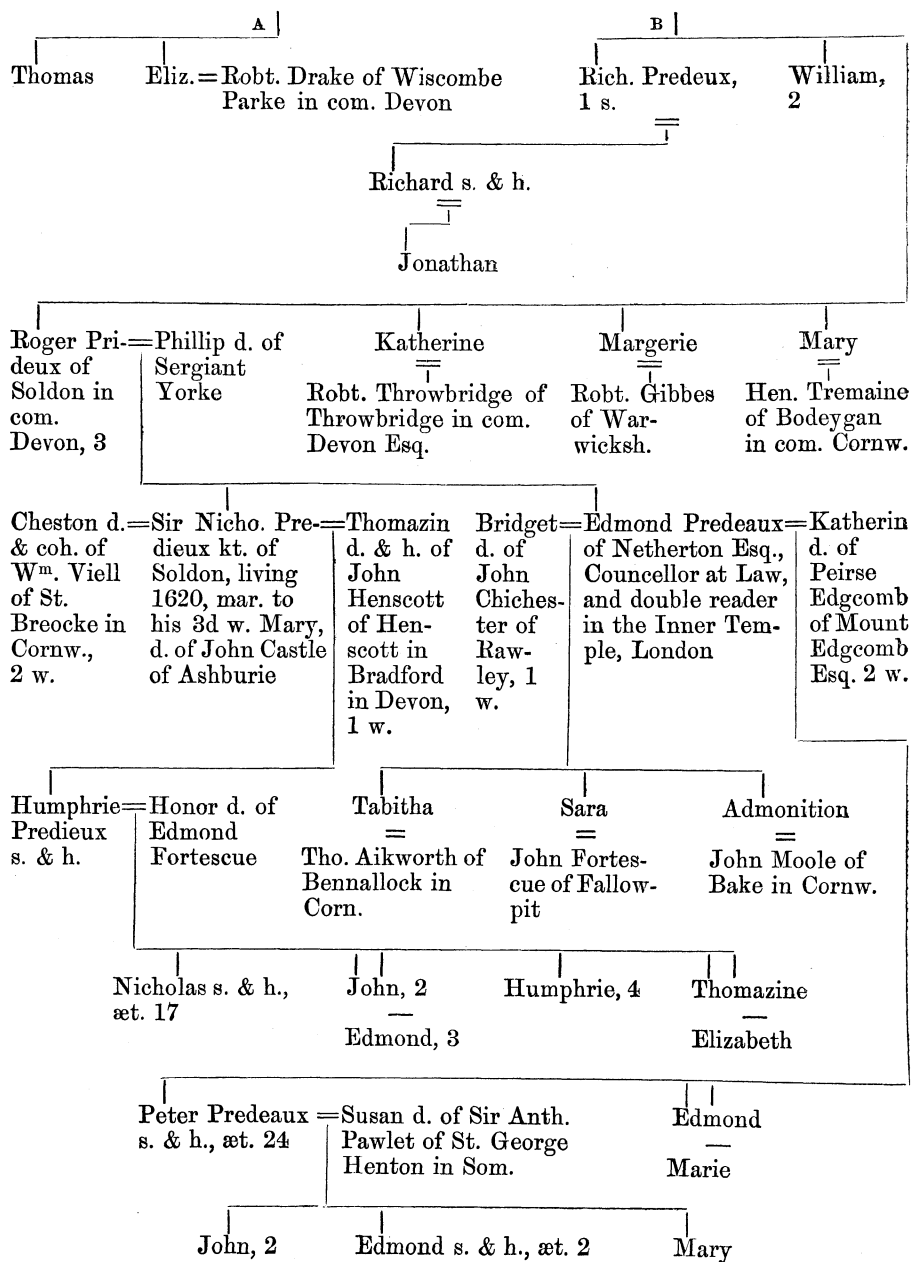 A
B
Thomas
Eliz. = Robt. Drake of Wiscombe
Parke in com. Devon
Rich. Predeux,
1 s.
William,
2
Richard s. & h.
Jonathan
Roger Pri-
deux of
Soldon in
com.
Devon, 3
= Phillip d. of
Sergiant
Yorke
Katherine
=
Robt. Throwbridge of
Throwbridge in com.
Devon Esq.
Margerie
=
Robt. Gibbes
of War-
wicksh.
Mary
=
Hen. Tremaine
of Bodeygan
in com. Cornw.
Cheston d.
& coh. of
Wm. Viell
of St.
Breocke in
Cornw.,
2 w.
= Sir Nicho. Pre-
dieux kt. of
Soldon, living
1620, mar. to
his 3d w. Mary,
d. of John Castle
of Ashburie
= Thomazin
d. & h. of
John
Henscott
of Hen-
scott in
Bradford
in Devon,
1 w.
Bridget
d. of
John
Chiches-
ter of
Raw-
ley, 1
w.
= Edmond Predeaux
of Netherton Esq.,
Councellor at Law,
and double reader
in the Inner Tem-
ple, London
= Katherin
d. of
Peirse
Edgcomb
of Mount
Edgcomb
Esq. 2 w.
Humphrie
Predieux
s. & h.
= Honor d. of
Edmond
Fortescue
Tabitha
=
Tho. Aikworth of
Bennallock in
Corn.
Sara
=
John Fortes-
cue of Fallow-
pit
Admonition
=
John Moole of
Bake in Cornw.
Nicholas s. & h.,
æt. 17
John, 2
—
Edmond, 3
Humphrie, 4
Thomazine
—
Elizabeth
Peter Predeaux
s. & h., æt. 24
= Susan d. of Sir Anth.
Pawlet of St. George
Henton in Som.
Edmond
—
Marie
John, 2
Edmond s. & h., æt. 2
Mary